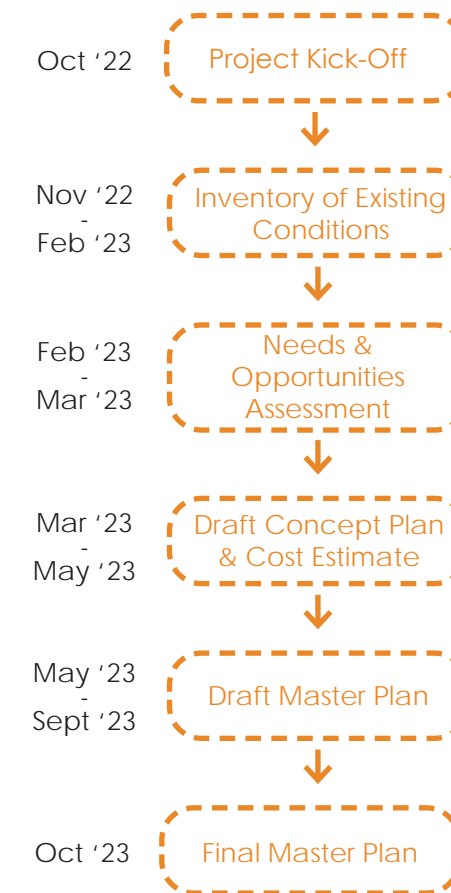 Oct ‘22
Project Kick-Off
Nov ‘22
-
Feb ‘23
Inventory of Existing
Conditions
Feb ‘23
-
Mar ‘23
Needs &
Opportunities
Assessment
Mar ‘23
-
May ‘23
Draft Concept Plan
& Cost Estimate
May ‘23
-
Sept ‘23
Draft Master Plan
Oct ‘23
Final Master Plan